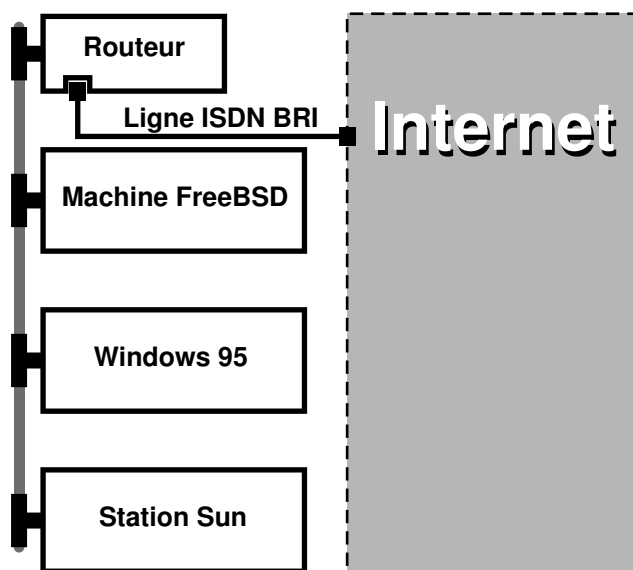 Routeur
Ligne ISDN BRI
Internet
Machine FreeBSD
Windows 95
Station Sun